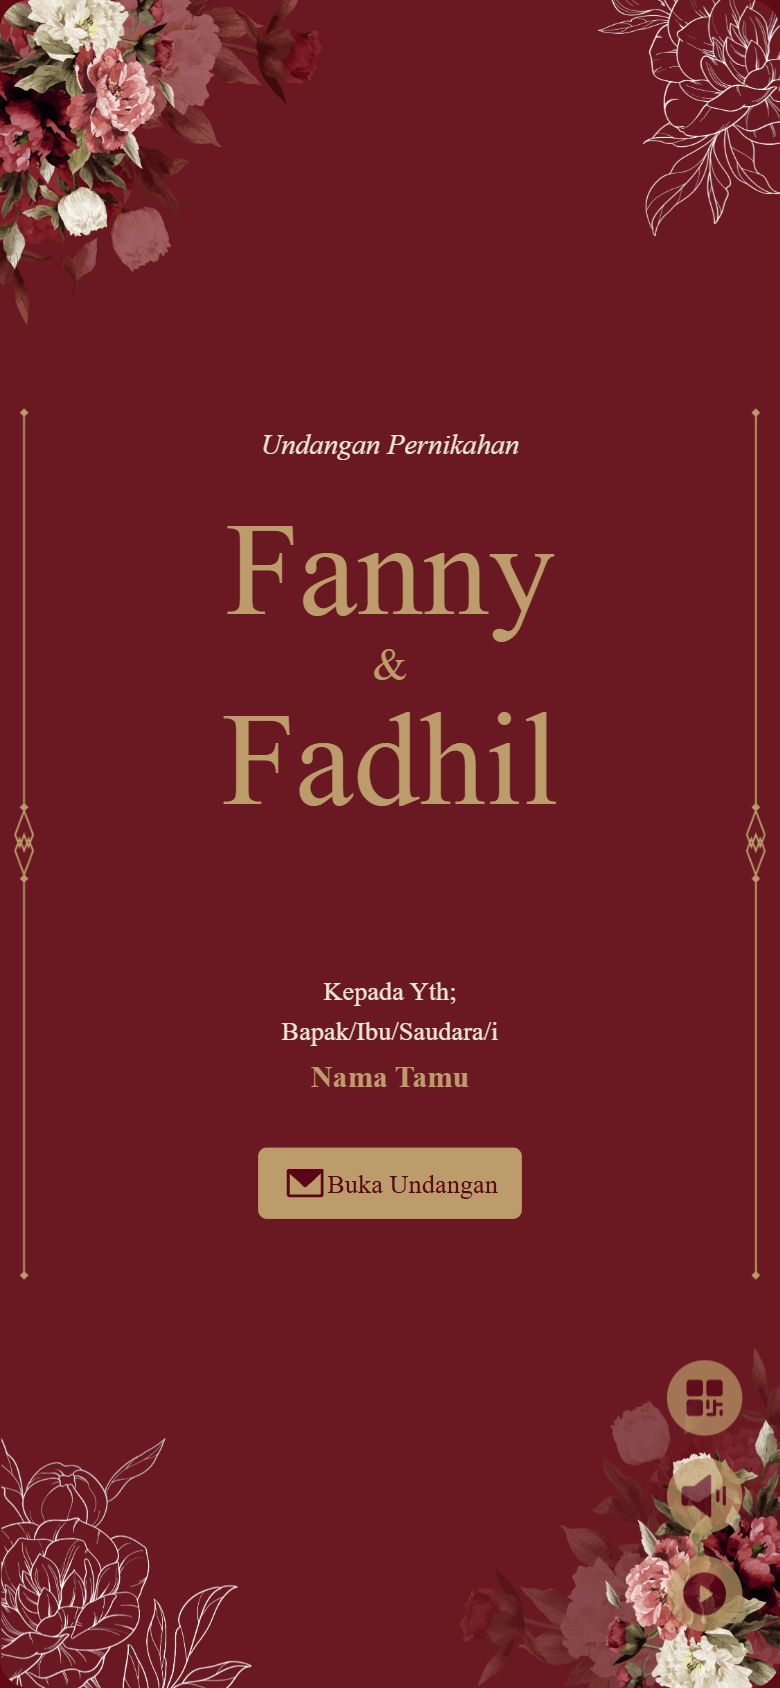 Undangan Pernikahan
Fanny
&
Fadhil
Kepada Yth;
Bapak/Ibu/Saudara/i
Nama Tamu
Buka Undangan